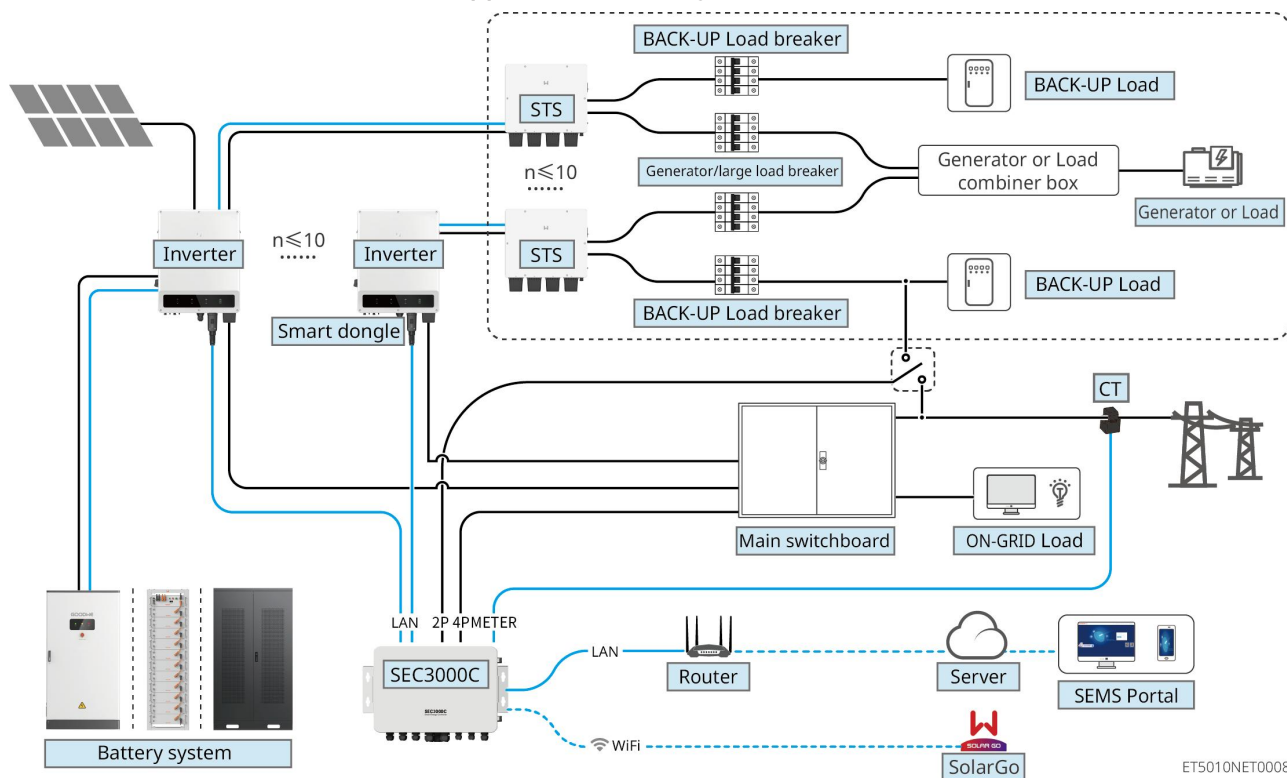 BACK-UP Load breaker
STS
BACK-UP Load
n≤10
Generator/large load breaker
Generator or Load
combiner box
Generator or Load
Inverter
n≤10
Inverter
STS
BACK-UP Load
BACK-UP Load breaker
Smart dongle
CT
Main switchboard
ON-GRID Load
GOODWE
LAN
2P
4P
METER
SEC3000C
SEC3000C
LAN
Router
Server
SEMS Portal
Battery system
WiFi
SOLAR GO
SolarGo
ET5010NET0008